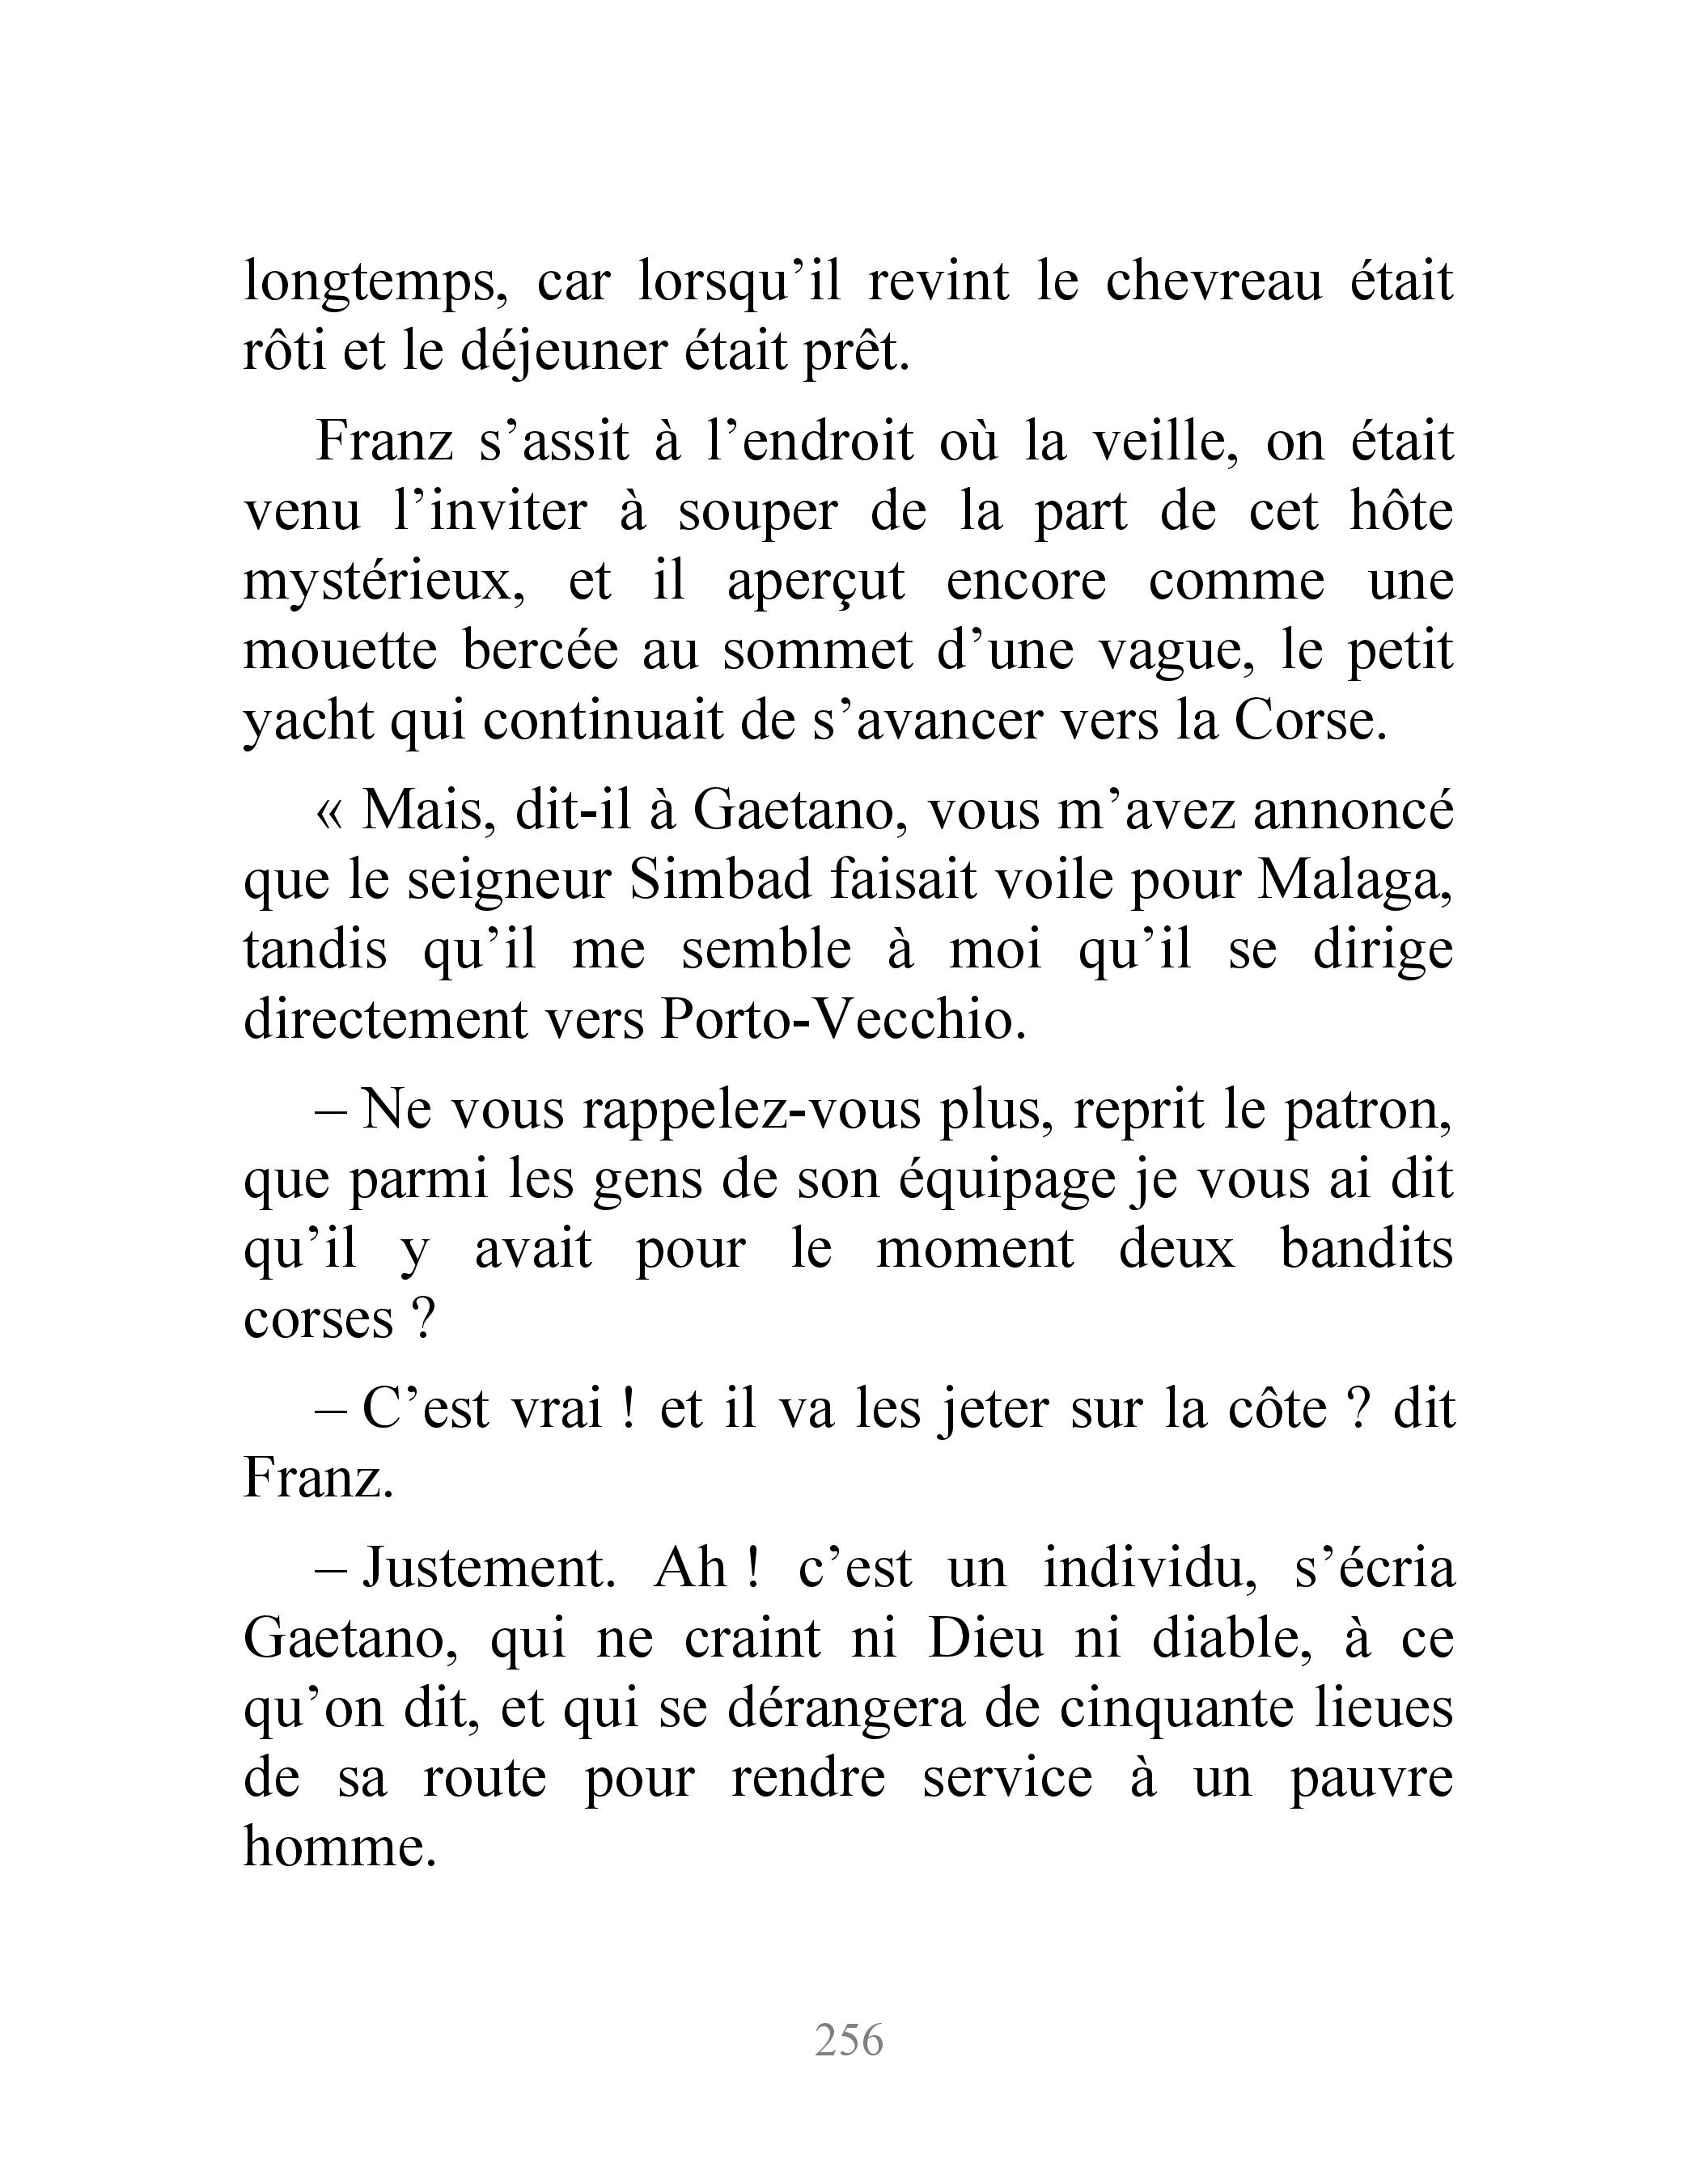 longtemps, car lorsqu’il revint le chevreau était
rôti et le déjeuner était prêt.
Franz s’assit à l’endroit où la veille, on était
venu l’inviter à souper de la part de cet hôte
mystérieux, et il aperçut encore comme une
mouette bercée au sommet d’une vague, le petit
yacht qui continuait de s’avancer vers la Corse.
« Mais, dit-il à Gaetano, vous m’avez annoncé
que le seigneur Simbad faisait voile pour Malaga,
tandis qu’il me semble à moi qu’il se dirige
directement vers Porto-Vecchio.
– Ne vous rappelez-vous plus, reprit le patron,
que parmi les gens de son équipage je vous ai dit
qu’il y avait pour le moment deux bandits
corses ?
– C’est vrai ! et il va les jeter sur la côte ? dit
Franz.
– Justement. Ah ! c’est un individu, s’écria
Gaetano, qui ne craint ni Dieu ni diable, à ce
qu’on dit, et qui se dérangera de cinquante lieues
de sa route pour rendre service à un pauvre
homme.
256